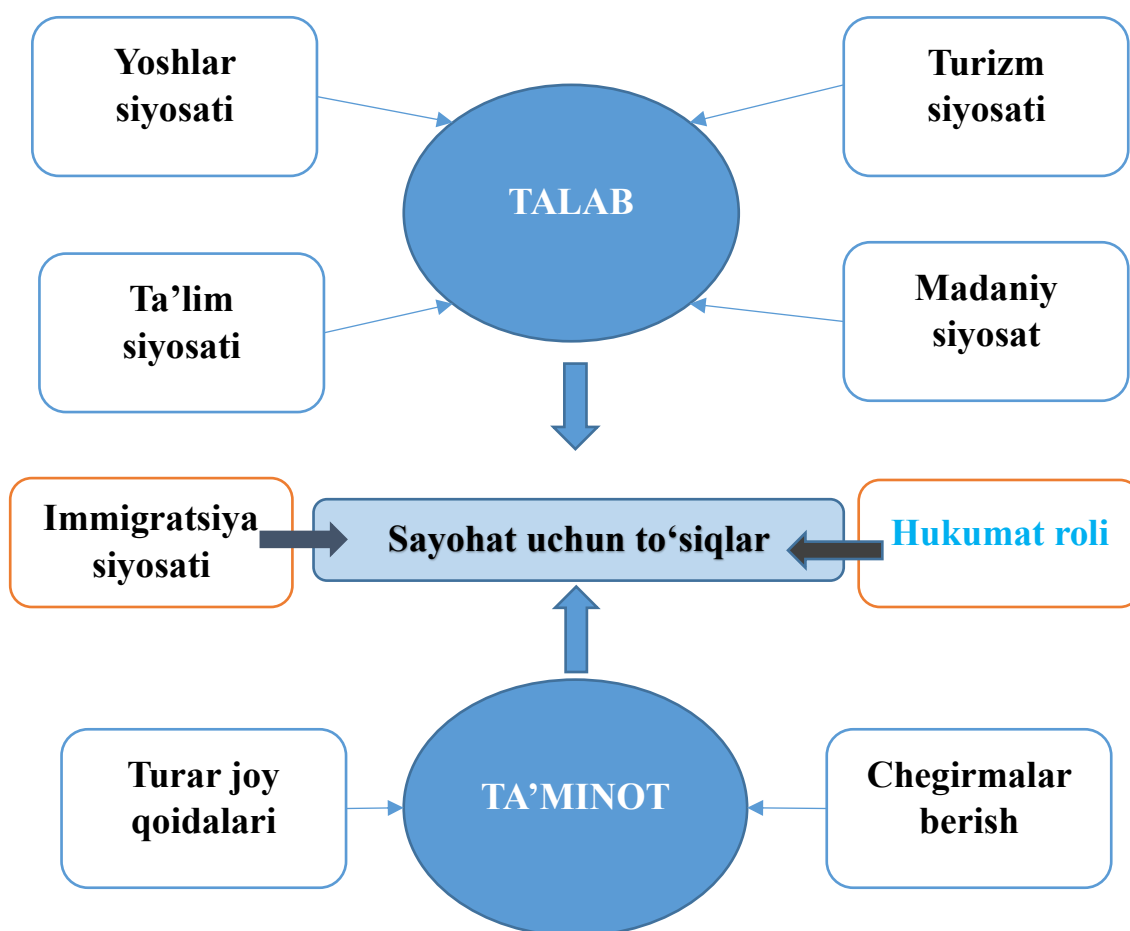 Yoshlar
siyosati
Turizm
siyosati
TALAB
Ta’lim
siyosati
Madaniy
siyosat
Immigratsiya
siyosati
Sayohat uchun to‘siqlar
Hukumat roli
Turar joy
qoidalari
TA’MINOT
Chegirmalar
berish